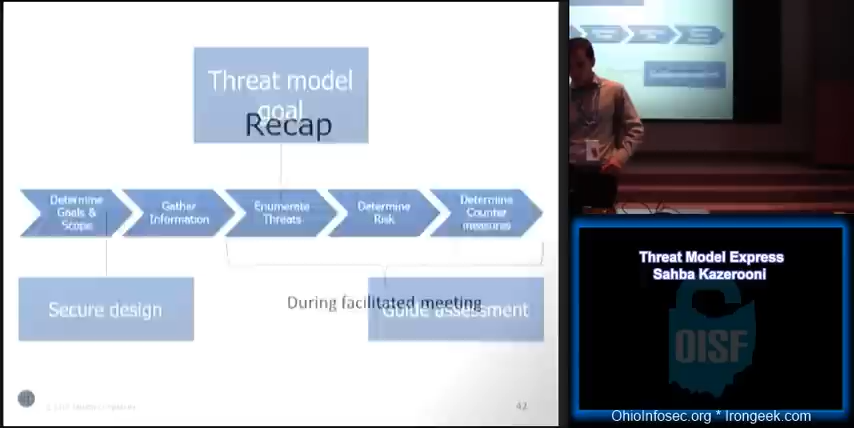 Threat model
goal
Recap
Determine
Goals &
Scope
Gather
Information
Enumerate
Threats
Determine
Risk
Determine
Counter
measures
Secure design
During facilitated meeting
Guide assessment
42
Threat Model Express
Sahba Kazerooni
OISF
OhioInfosec.org * Irongeek.com